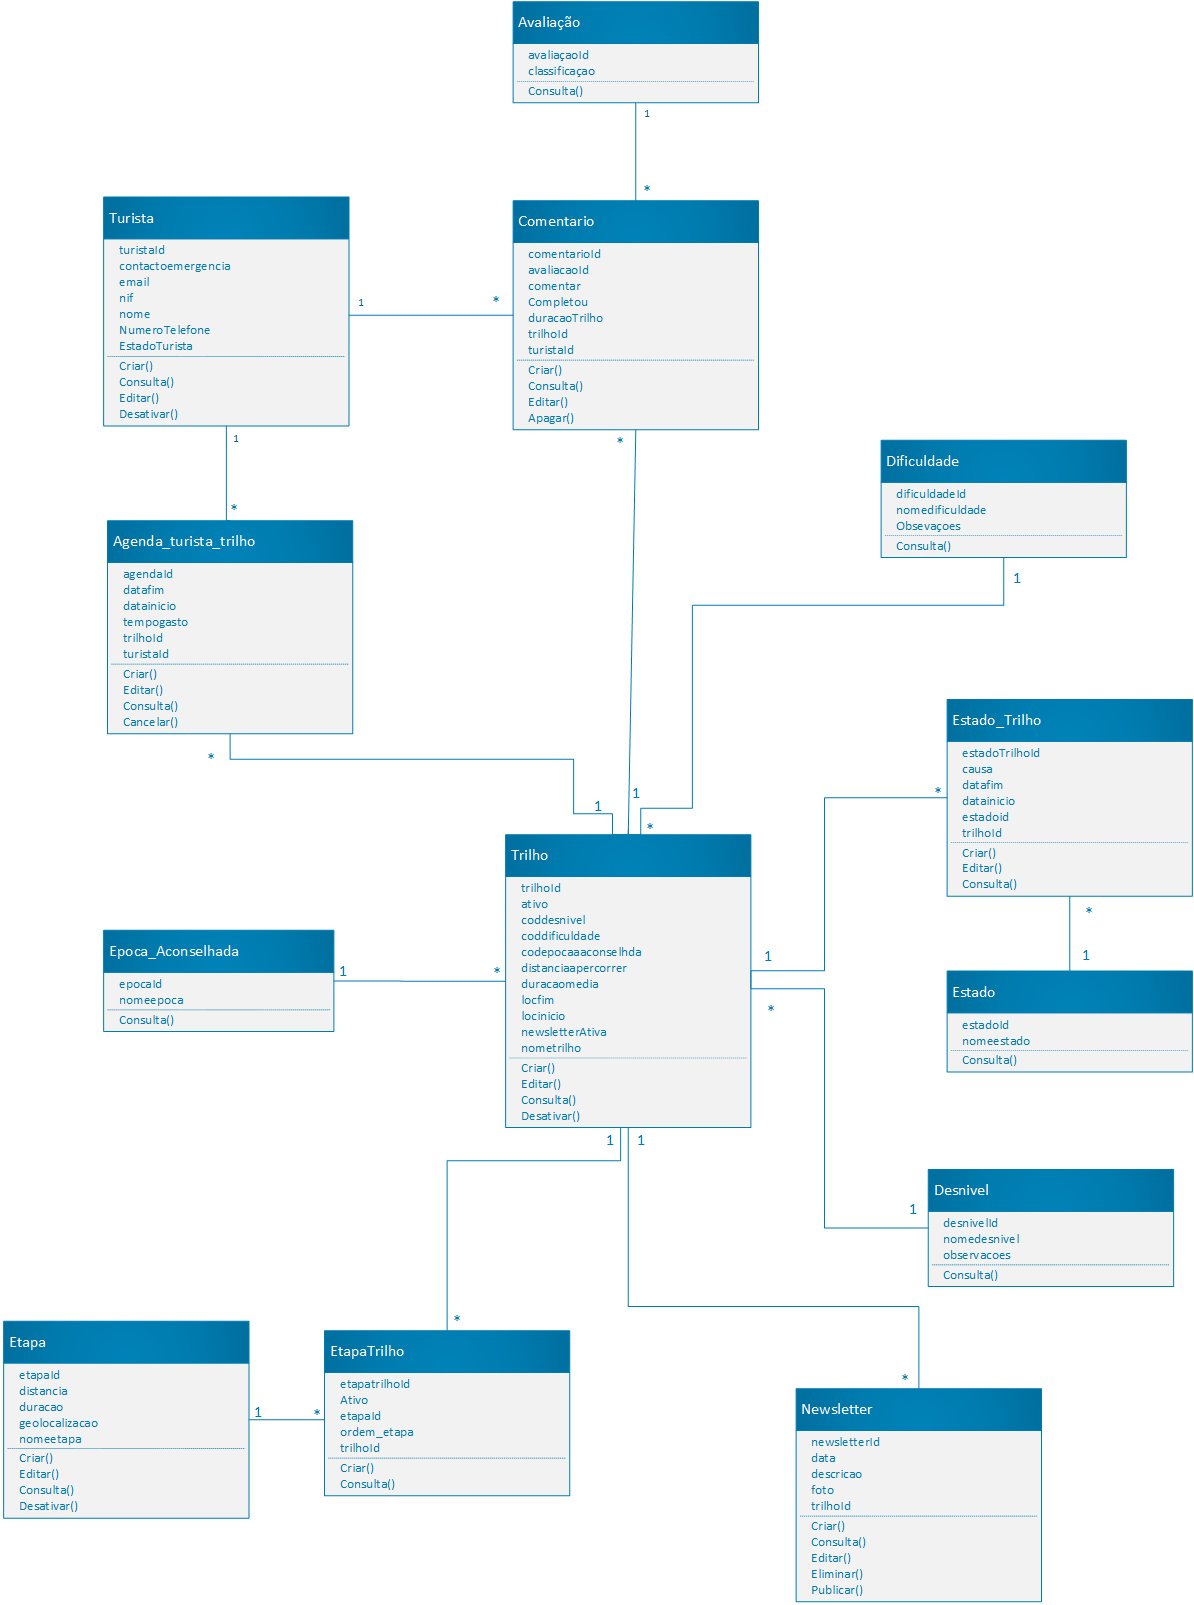 Avaliação
avaliaçaoId
classificaçao
Consulta()
1
*
Turista
turistaId
contactoemergencia
email
nif
nome
NumeroTelefone
EstadoTurista
Criar()
Consulta()
Editar()
Desativar()
1
*
Comentario
comentarioId
avaliacaoId
comentar
Completou
duracaoTrilho
trilhoId
turistaId
Criar()
Consulta()
Editar()
Apagar()
1
*
*
Dificuldade
dificuldadeId
nomedificuldade
Obsevaçoes
Consulta()
1
Agenda_turista_trilho
agendaId
datafim
datainicio
tempogasto
trilhoId
turistaId
Criar()
Editar()
Consulta()
Cancelar()
*
1
1
*
Estado_Trilho
estadoTrilhoId
causa
datafim
datainicio
estadoid
trilhoId
Criar()
Editar()
Consulta()
*
*
1
Trilho
trilhoId
ativo
coddesnivel
coddificuldade
codepocaaaconselhda
distanciaapercorrer
duracaomedia
locfim
locinicio
newsletterAtiva
nometrilho
Criar()
Editar()
Consulta()
Desativar()
1
*
1 1
Epoca_Aconselhada
epocaId
nomeepoca
Consulta()
1
*
Estado
estadoId
nomeestado
Consulta()
Desnivel
desnivelId
nomedesnivel
observacoes
Consulta()
1
Etapa
etapaId
distancia
duracao
geolocalizacao
nomeetapa
Criar()
Editar()
Consulta()
Desativar()
1
*
*
EtapaTrilho
etapatrilhoId
Ativo
etapaId
ordem_etapa
trilhoId
Criar()
Consulta()
*
Newsletter
newsletterId
data
descricao
foto
trilhoId
Criar()
Consulta()
Editar()
Eliminar()
Publicar()